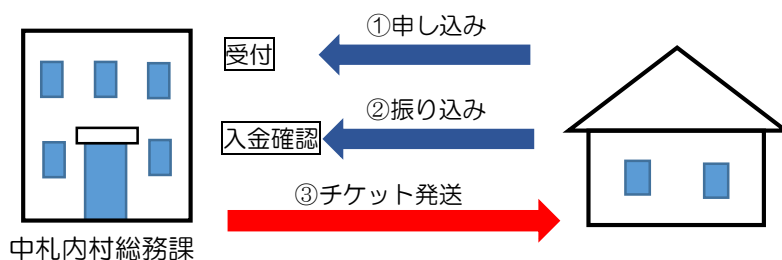 ①申し込み
受付
②振り込み
入金確認
③チケット発送
中札内村総務課